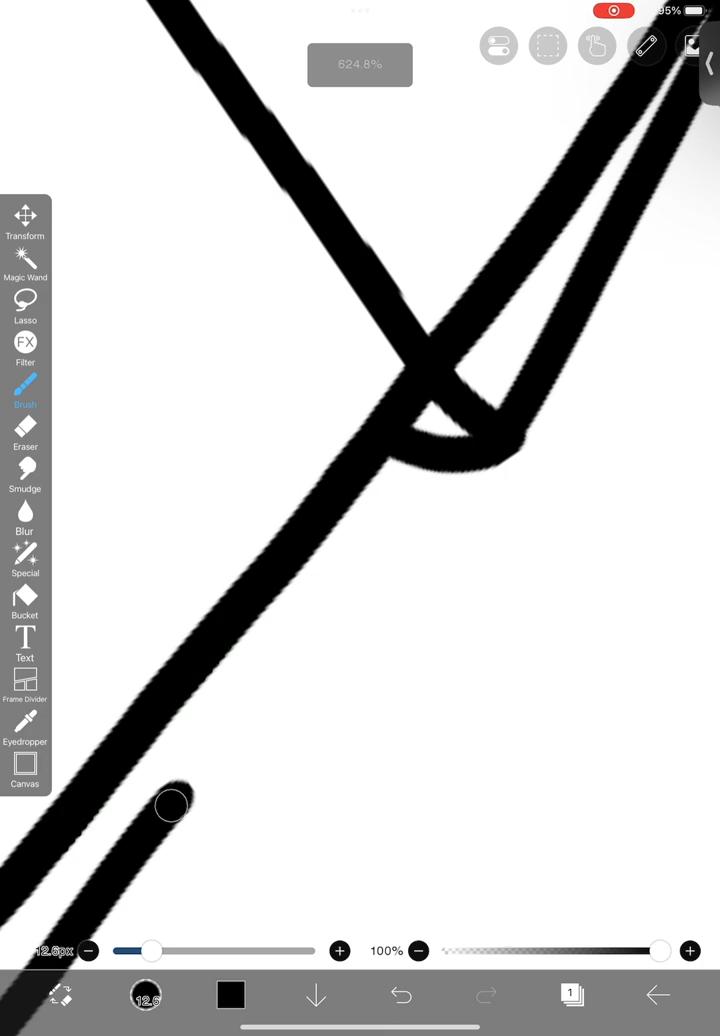 95%
624.8%
Transform
Magic Wand
Lasso
FX
Filter
Brush
Eraser
Smudge
Blur
Special
Bucket
T
Text
Frame Divider
Eyedropper
Canvas
12.6px
100%
12.6
1